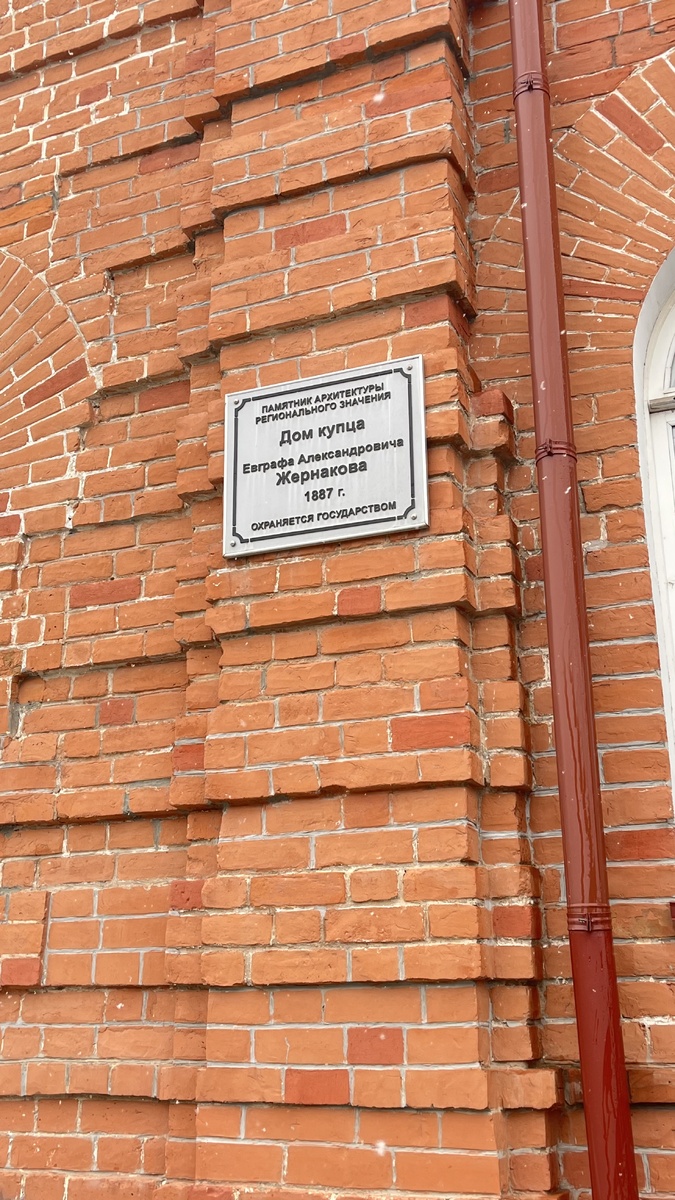 ПАМЯТНИК АРХИТЕКТУРЫ
РЕГИОНАЛЬНОГО ЗНАЧЕНИЯ
Дом купца
Евграфа Александровича
Жернакова
1887 г.
ОХРАНЯЕТСЯ ГОСУДАРСТВОМ